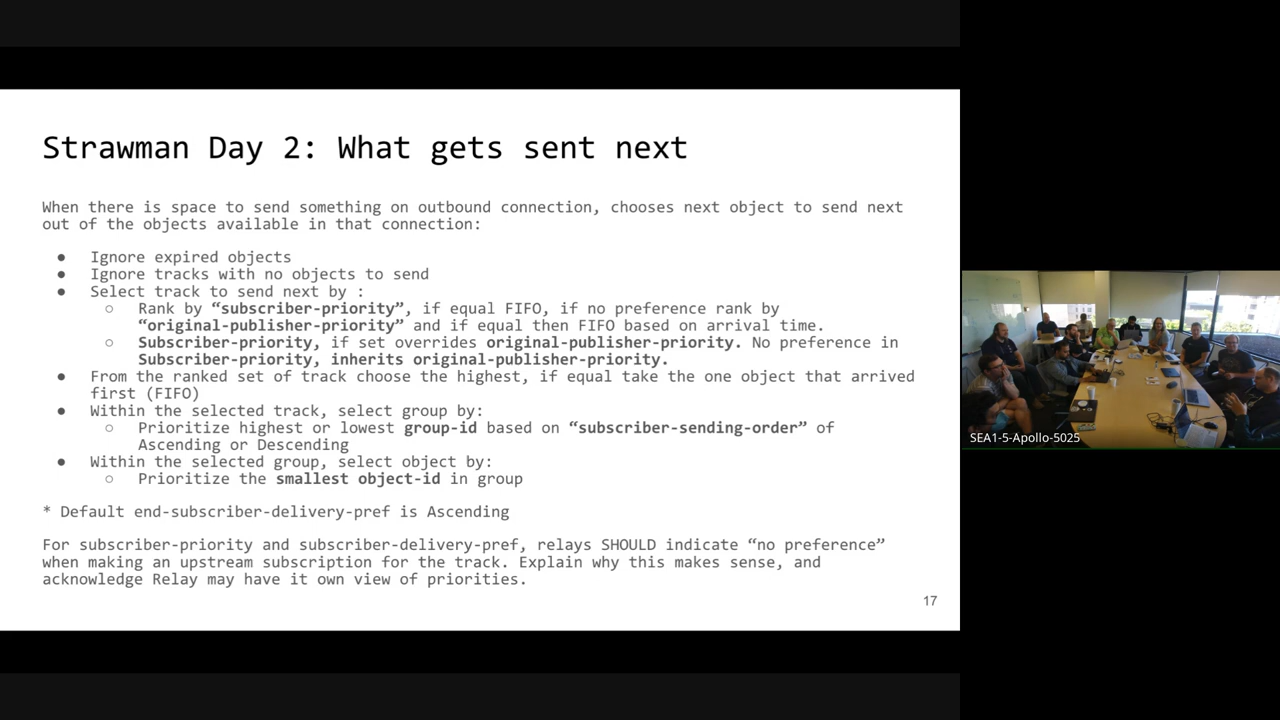 Strawman Day 2: What gets sent next
When there is space to send something on outbound connection, chooses next object to send next
out of the objects available in that connection:
● Ignore expired objects
● Ignore tracks with no objects to send
● Select track to send next by :
○ Rank by “subscriber-priority”, if equal FIFO, if no preference rank by
“original-publisher-priority” and if equal then FIFO based on arrival time.
○ Subscriber-priority, if set overrides original-publisher-priority. No preference in
Subscriber-priority, inherits original-publisher-priority.
● From the ranked set of track choose the highest, if equal take the one object that arrived
first (FIFO)
● Within the selected track, select group by:
○ Prioritize highest or lowest group-id based on “subscriber-sending-order” of
Ascending or Descending
● Within the selected group, select object by:
○ Prioritize the smallest object-id in group
* Default end-subscriber-delivery-pref is Ascending
For subscriber-priority and subscriber-delivery-pref, relays SHOULD indicate “no preference”
when making an upstream subscription for the track. Explain why this makes sense, and
acknowledge Relay may have it own view of priorities.
17
SEA1-5-Apollo-5025